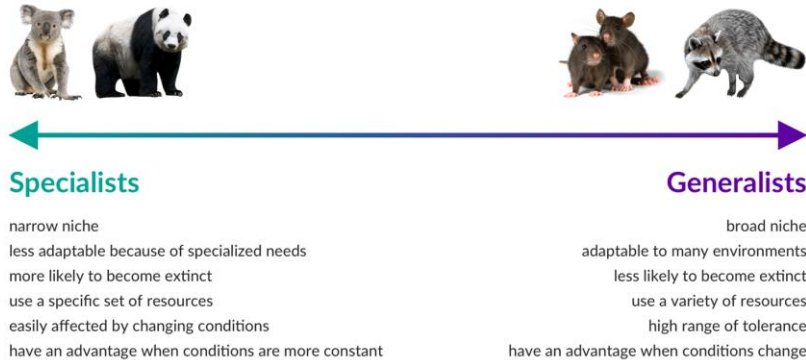 Specialists
narrow niche
less adaptable because of specialized needs
more likely to become extinct
use a specific set of resources
easily affected by changing conditions
have an advantage when conditions are more constant
Generalists
broad niche
adaptable to many environments
less likely to become extinct
use a variety of resources
high range of tolerance
have an advantage when conditions change